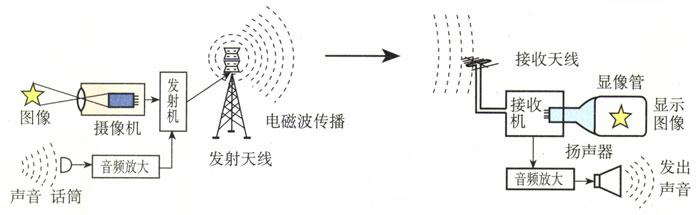 图像
摄像机
发射机
声音 话筒
音频放大
发射天线
电磁波传播
接收天线
接收机
显像管
显示图像
扬声器
音频放大
发出声音